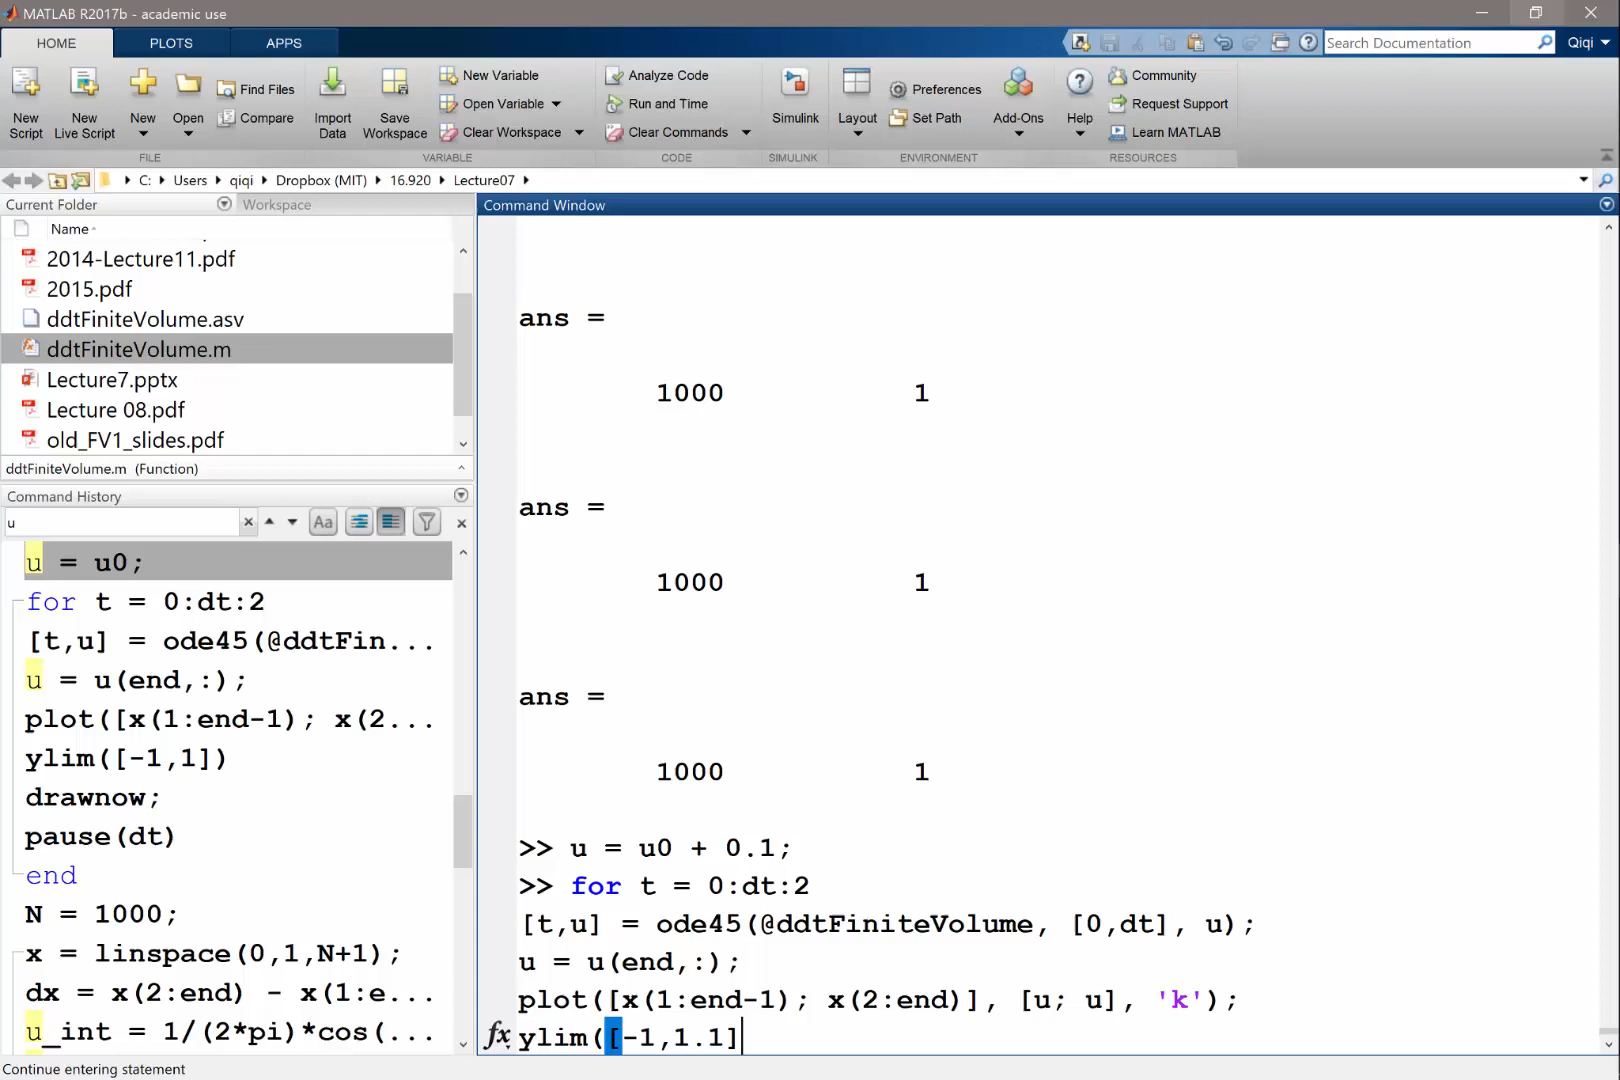 MATLAB R2017b - academic use
HOME PLOTS APPS
Search Documentation Qiqi
New Script
New Live Script
New
Open
Find Files
Compare
Import Data
Save Workspace
New Variable
Open Variable
Clear Workspace
Analyze Code
Run and Time
Clear Commands
Simulink
Layout
Preferences
Set Path
Add-Ons
Help
Community
Request Support
Learn MATLAB
FILE VARIABLE CODE SIMULINK ENVIRONMENT RESOURCES
C: Users qiqi Dropbox (MIT) 16.920 Lecture07
Current Folder Workspace
Name
2014-Lecture11.pdf
2015.pdf
ddtFiniteVolume.asv
ddtFiniteVolume.m
Lecture7.pptx
Lecture 08.pdf
old_FV1_slides.pdf
ddtFiniteVolume.m (Function)
Command History
u
Aa
u = u0;
for t = 0:dt:2
[t,u] = ode45(@ddtFin...
u = u(end,:);
plot([x(1:end-1); x(2...
ylim([-1,1])
drawnow;
pause(dt)
end
N = 1000;
x = linspace(0,1,N+1);
dx = x(2:end) - x(1:e...
u_int = 1/(2*pi)*cos(...
Command Window
ans =
1000 1
ans =
1000 1
ans =
1000 1
>> u = u0 + 0.1;
>> for t = 0:dt:2
[t,u] = ode45(@ddtFiniteVolume, [0,dt], u);
u = u(end,:);
plot([x(1:end-1); x(2:end)], [u; u], 'k');
fx ylim([-1,1.1]
Continue entering statement